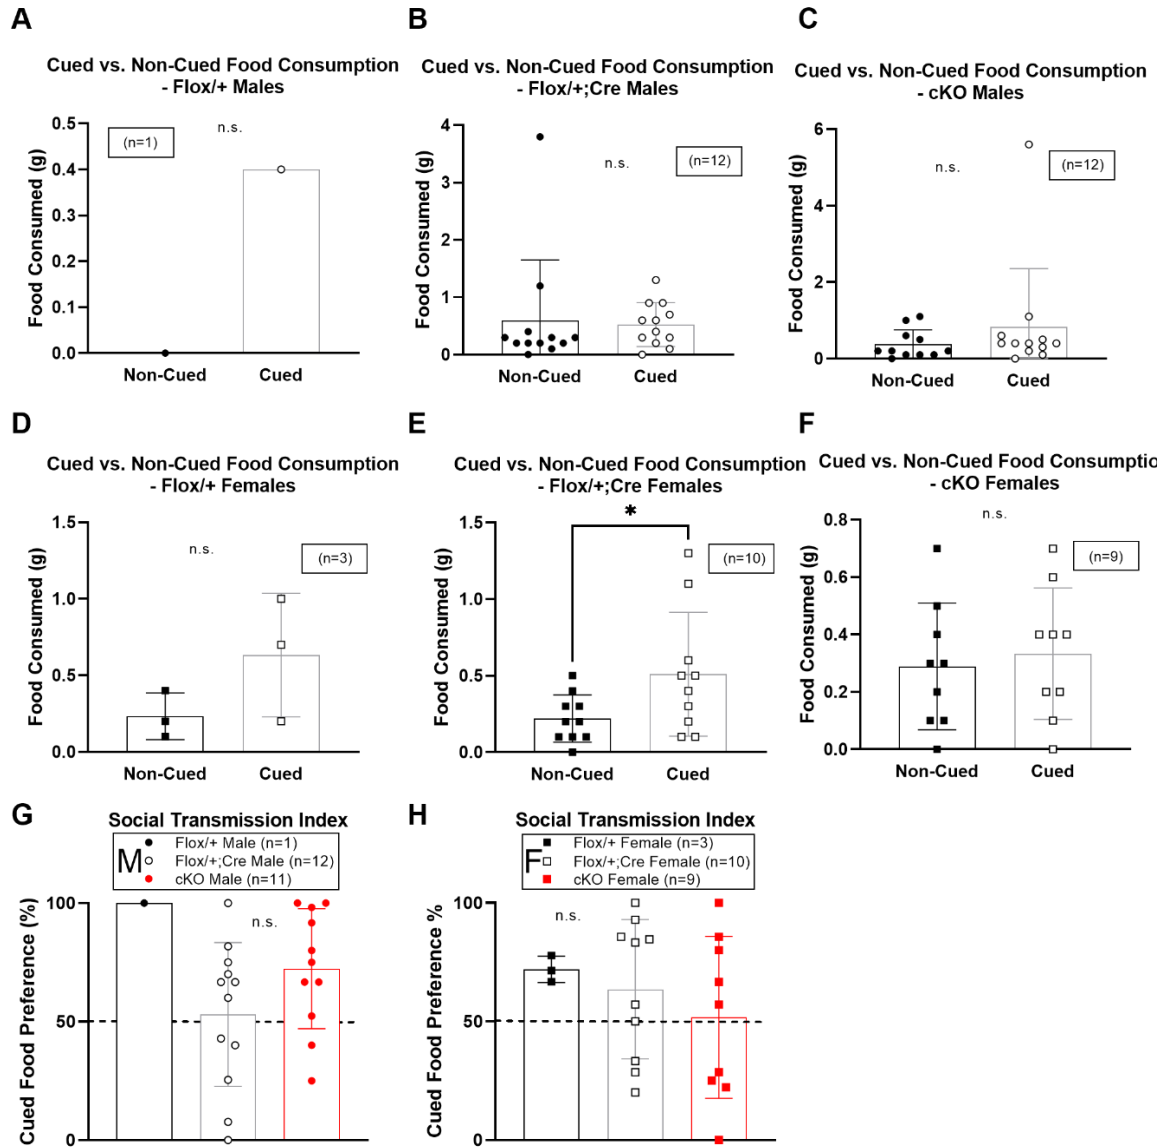 A
B
C
Cued vs. Non-Cued Food Consumption
- Flox/+ Males
Cued vs. Non-Cued Food Consumption
- Flox/+;Cre Males
Cued vs. Non-Cued Food Consumption
- cKO Males
Food Consumed (g)
0.5
0.4
0.3
0.2
0.1
0.0
(n=1)
n.s.
Non-Cued
Cued
Food Consumed (g)
4
3
2
1
0
n.s.
(n=12)
Non-Cued
Cued
Food Consumed (g)
6
4
2
0
n.s.
(n=12)
Non-Cued
Cued
D
E
F
Cued vs. Non-Cued Food Consumption
- Flox/+ Females
Cued vs. Non-Cued Food Consumption
- Flox/+;Cre Females
Cued vs. Non-Cued Food Consumptio
- cKO Females
Food Consumed (g)
1.5
1.0
0.5
0.0
n.s.
(n=3)
Non-Cued
Cued
Food Consumed (g)
1.5
1.0
0.5
0.0
*
(n=10)
Non-Cued
Cued
Food Consumed (g)
0.8
0.6
0.4
0.2
0.0
n.s.
(n=9)
Non-Cued
Cued
G
Social Transmission Index
M
Flox/+ Male (n=1)
Flox/+;Cre Male (n=12)
cKO Male (n=11)
Cued Food Preference (%)
100
50
0
n.s.
H
Social Transmission Index
F
Flox/+ Female (n=3)
Flox/+;Cre Female (n=10)
cKO Female (n=9)
Cued Food Preference %
100
50
0
n.s.